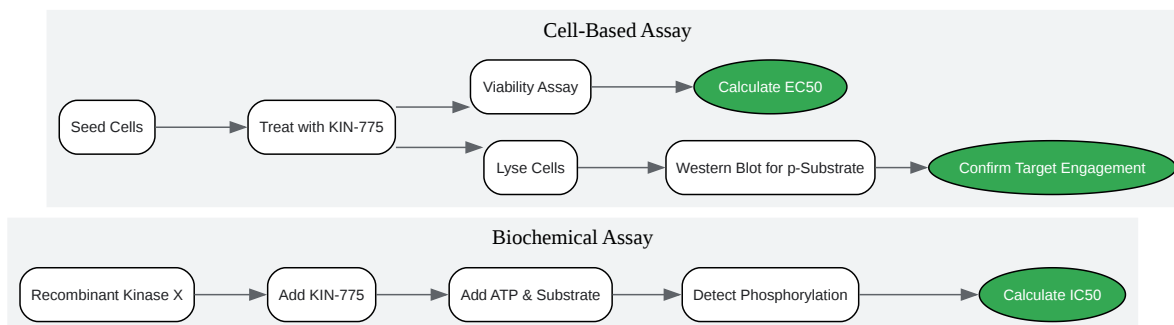 Cell-Based Assay
Seed Cells
Treat with KIN-775
Viability Assay
Calculate EC50
Lyse Cells
Western Blot for p-Substrate
Confirm Target Engagement
Biochemical Assay
Recombinant Kinase X
Add KIN-775
Add ATP & Substrate
Detect Phosphorylation
Calculate IC50